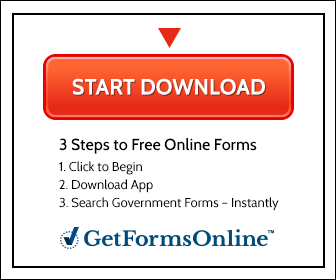 START DOWNLOAD
3 Steps to Free Online Forms
1. Click to Begin
2. Download App
3. Search Government Forms – Instantly
GetFormsOnline™